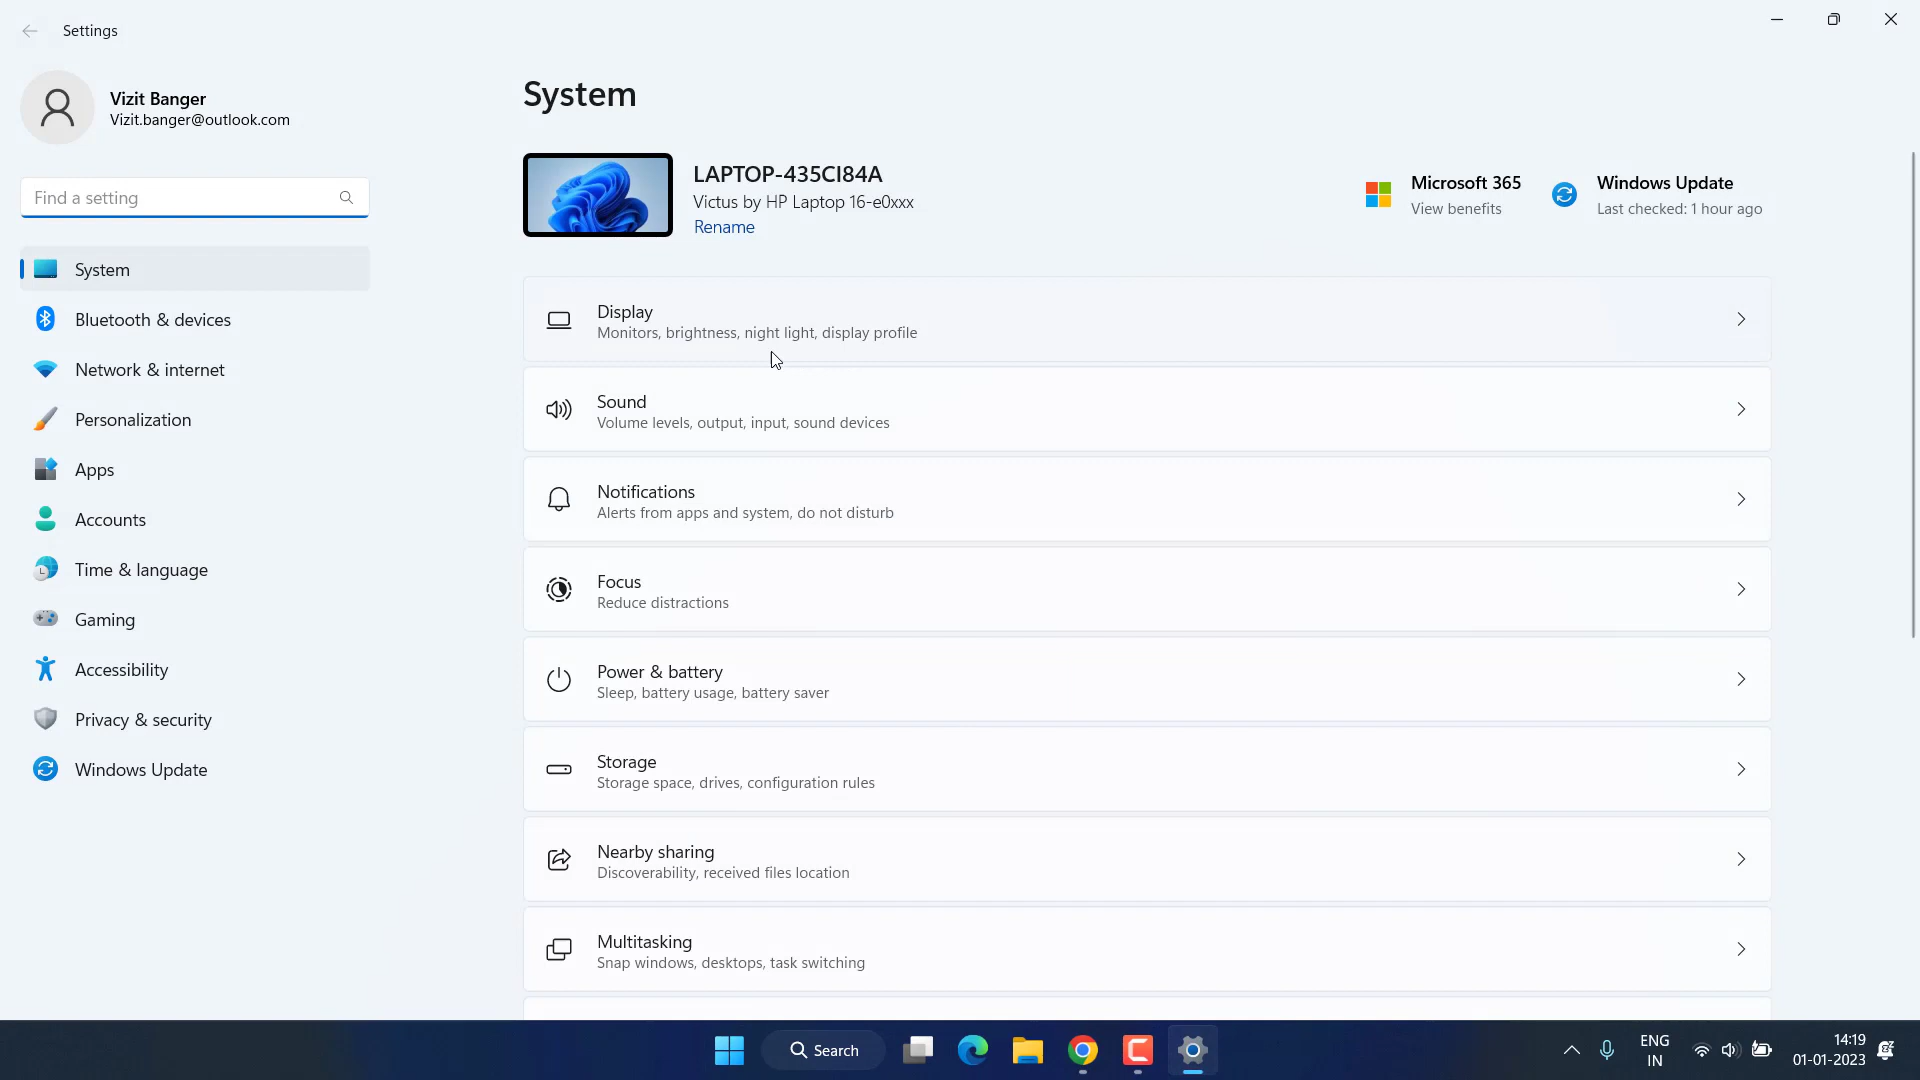 Settings
Vizit Banger
Vizit.banger@outlook.com
Find a setting
System
Bluetooth & devices
Network & internet
Personalization
Apps
Accounts
Time & language
Gaming
Accessibility
Privacy & security
Windows Update
System
LAPTOP-435CI84A
Victus by HP Laptop 16-e0xxx
Rename
Microsoft 365
View benefits
Windows Update
Last checked: 1 hour ago
Display
Monitors, brightness, night light, display profile
Sound
Volume levels, output, input, sound devices
Notifications
Alerts from apps and system, do not disturb
Focus
Reduce distractions
Power & battery
Sleep, battery usage, battery saver
Storage
Storage space, drives, configuration rules
Nearby sharing
Discoverability, received files location
Multitasking
Snap windows, desktops, task switching
Search
ENG
IN
14:19
01-01-2023